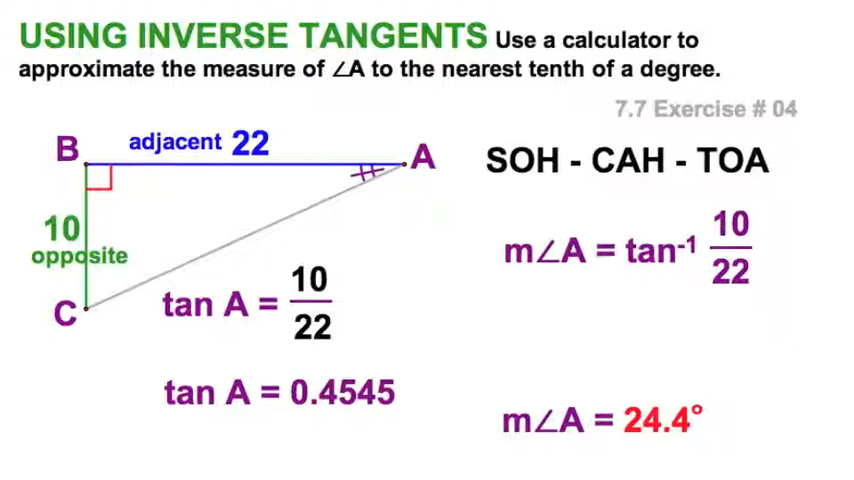 USING INVERSE TANGENTS Use a calculator to
approximate the measure of ∠A to the nearest tenth of a degree.
7.7 Exercise # 04
B
adjacent 22
A
SOH - CAH - TOA
10
opposite
C
tan A = 10/22
m∠A = tan⁻¹ 10/22
tan A = 0.4545
m∠A = 24.4°